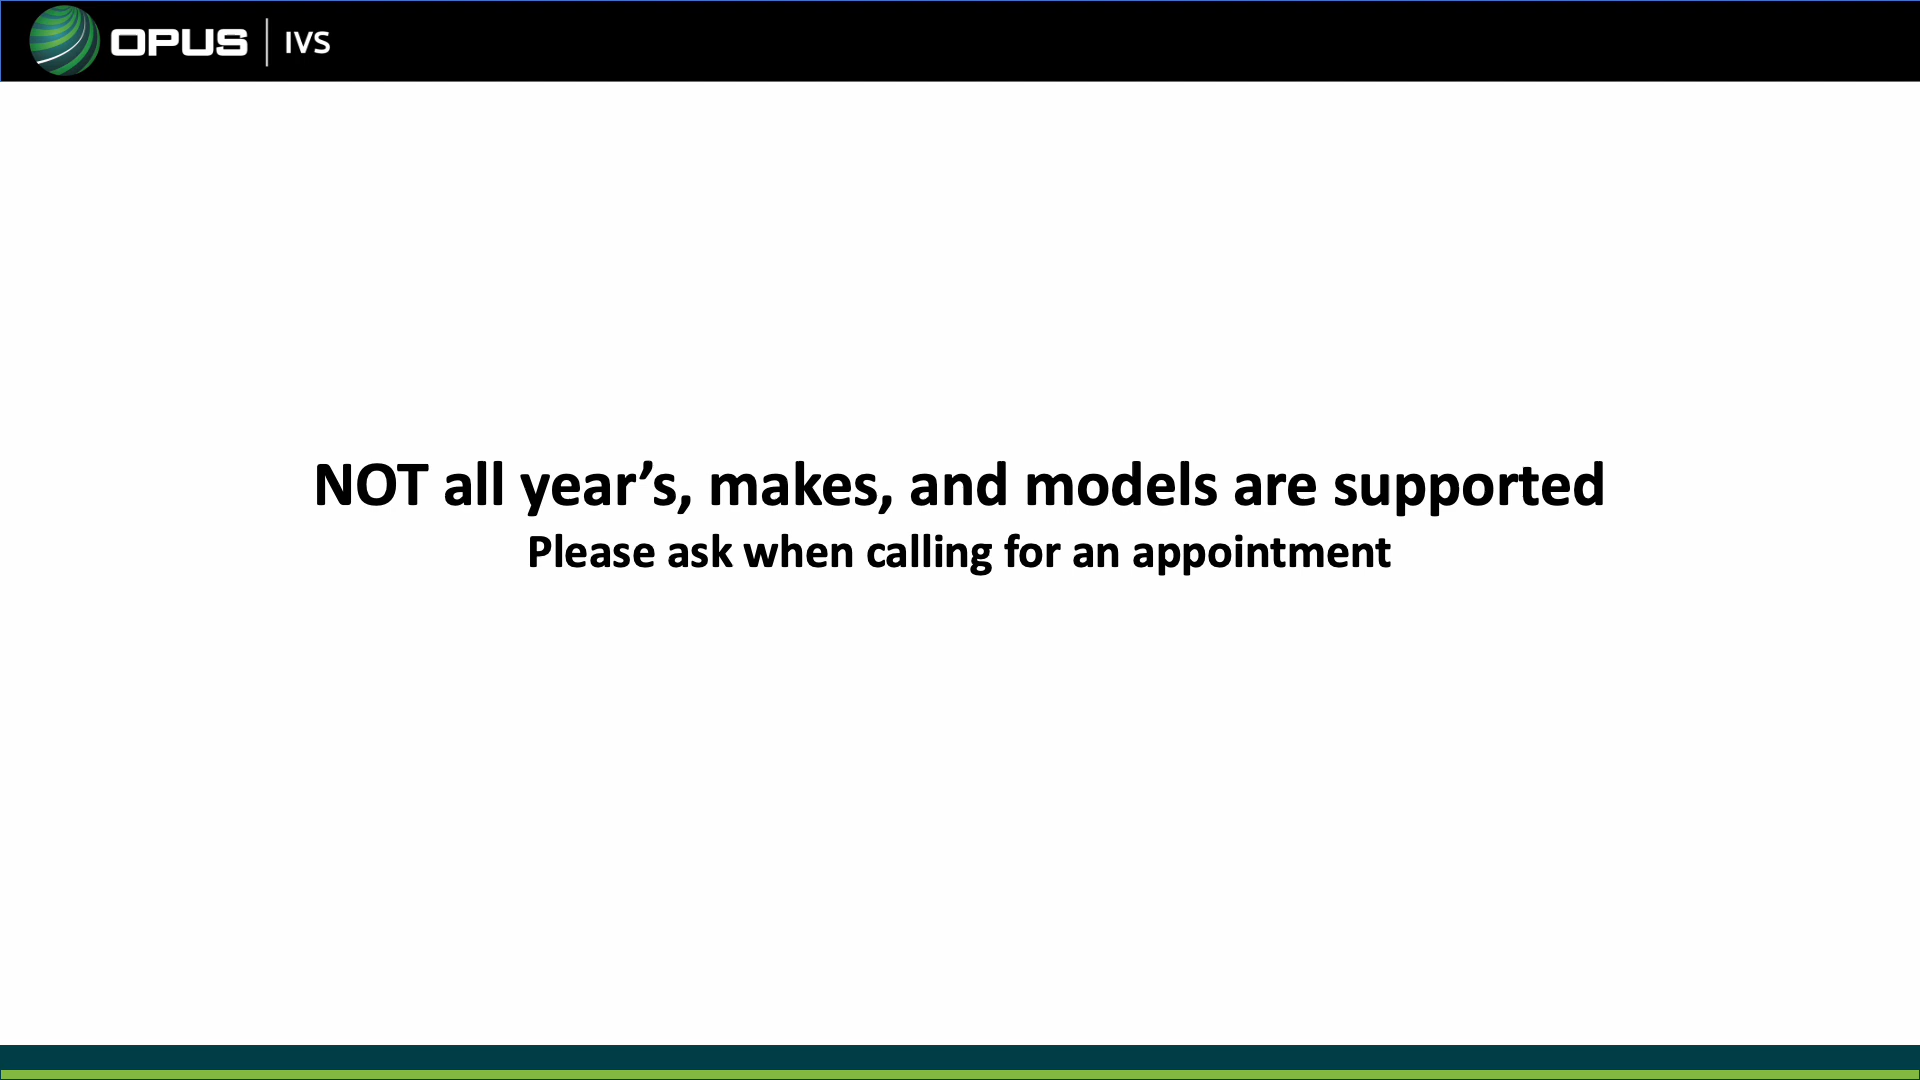 OPUS IVS
NOT all year’s, makes, and models are supported
Please ask when calling for an appointment